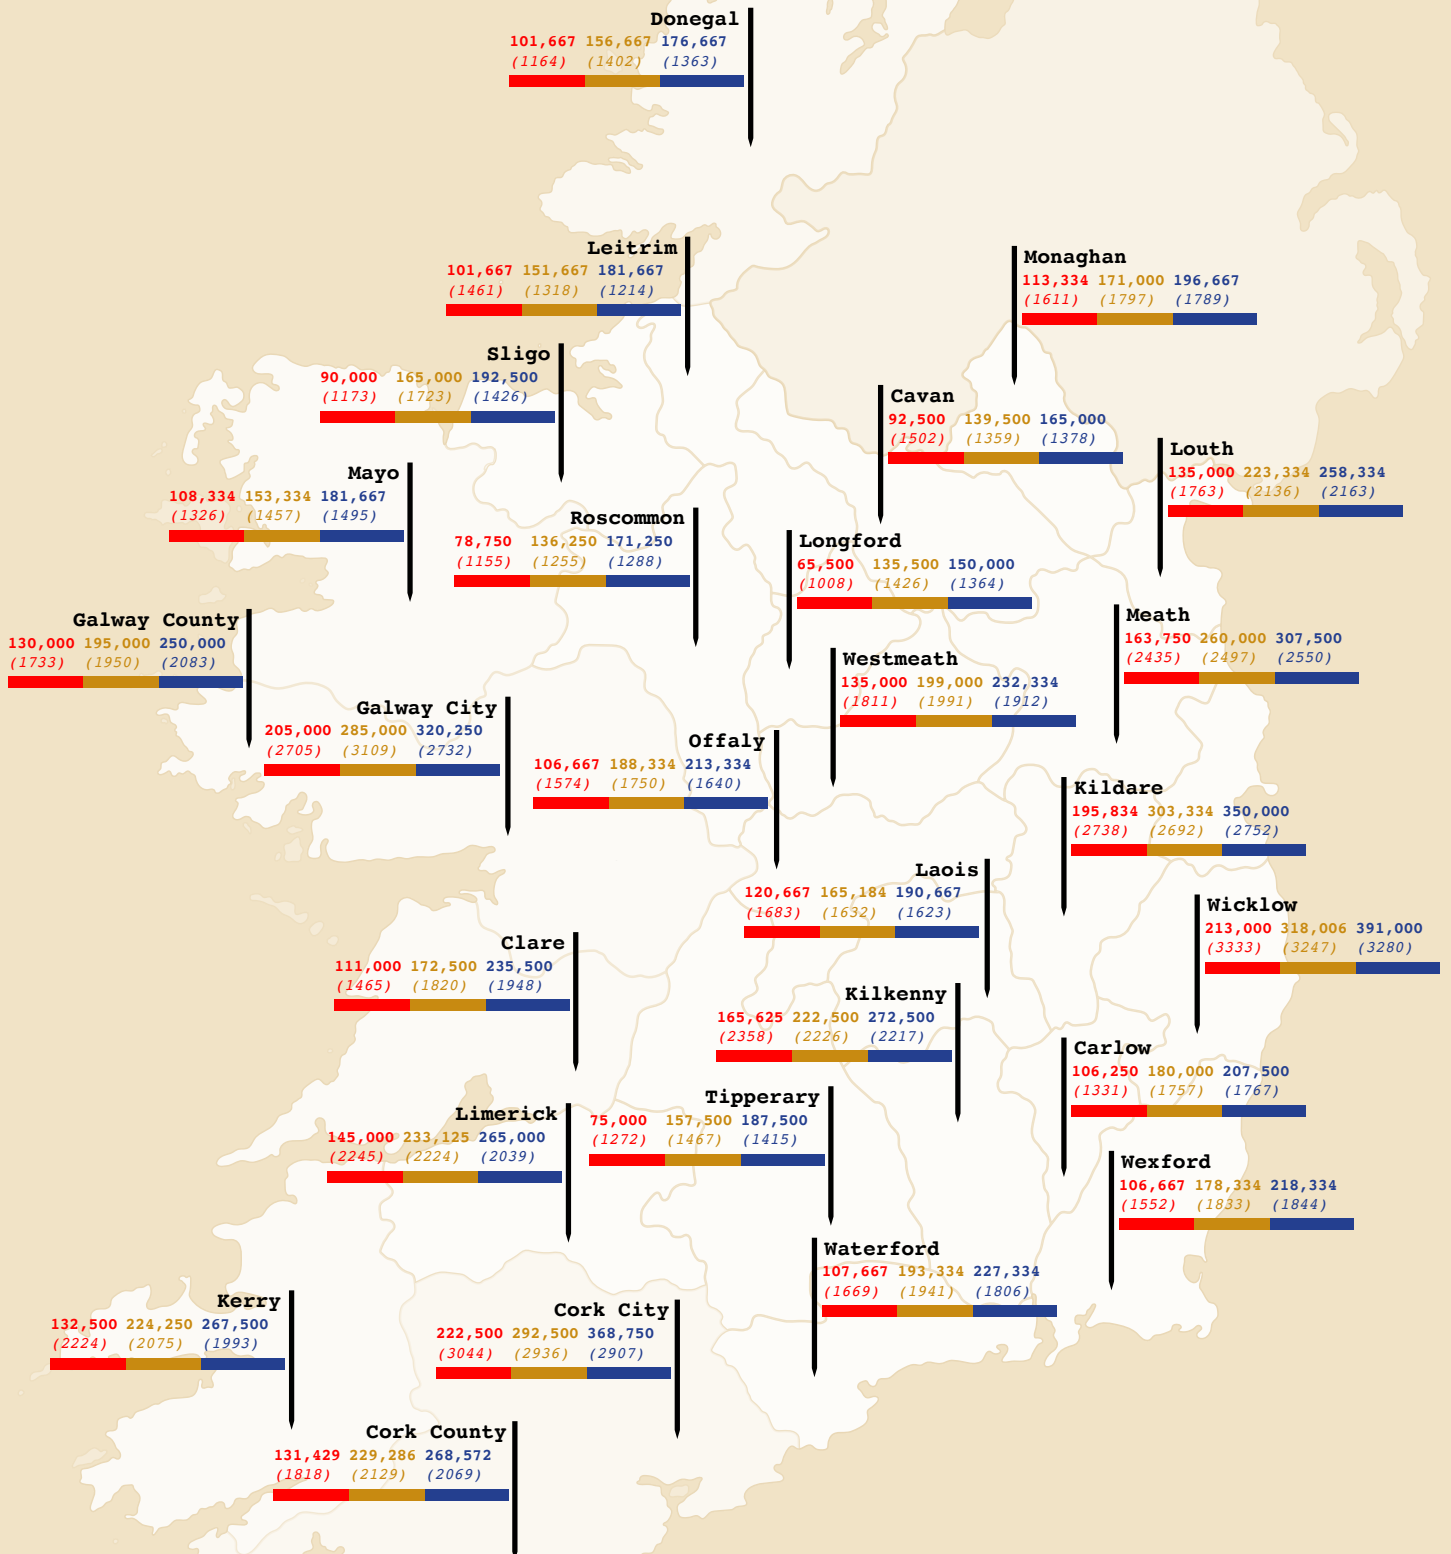 Donegal
101,667 156,667 176,667
(1164) (1402) (1363)
Leitrim
101,667 151,667 181,667
(1461) (1318) (1214)
Monaghan
113,334 171,000 196,667
(1611) (1797) (1789)
Sligo
90,000 165,000 192,500
(1173) (1723) (1426)
Cavan
92,500 139,500 165,000
(1502) (1359) (1378)
Louth
135,000 223,334 258,334
(1763) (2136) (2163)
Mayo
108,334 153,334 181,667
(1326) (1457) (1495)
Roscommon
78,750 136,250 171,250
(1155) (1255) (1288)
Longford
65,500 135,500 150,000
(1008) (1426) (1364)
Galway County
130,000 195,000 250,000
(1733) (1950) (2083)
Meath
163,750 260,000 307,500
(2435) (2497) (2550)
Westmeath
135,000 199,000 232,334
(1811) (1991) (1912)
Galway City
205,000 285,000 320,250
(2705) (3109) (2732)
Offaly
106,667 188,334 213,334
(1574) (1750) (1640)
Kildare
195,834 303,334 350,000
(2738) (2692) (2752)
Laois
120,667 165,184 190,667
(1683) (1632) (1623)
Wicklow
213,000 318,006 391,000
(3333) (3247) (3280)
Clare
111,000 172,500 235,500
(1465) (1820) (1948)
Kilkenny
165,625 222,500 272,500
(2358) (2226) (2217)
Carlow
106,250 180,000 207,500
(1331) (1757) (1767)
Tipperary
75,000 157,500 187,500
(1272) (1467) (1415)
Limerick
145,000 233,125 265,000
(2245) (2224) (2039)
Wexford
106,667 178,334 218,334
(1552) (1833) (1844)
Waterford
107,667 193,334 227,334
(1669) (1941) (1806)
Kerry
132,500 224,250 267,500
(2224) (2075) (1993)
Cork City
222,500 292,500 368,750
(3044) (2936) (2907)
Cork County
131,429 229,286 268,572
(1818) (2129) (2069)